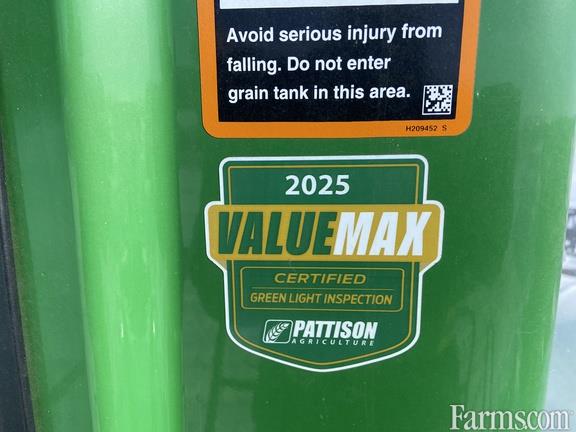 Avoid serious injury from
falling. Do not enter
grain tank in this area.
H209452 S
2025
VALUEMAX
CERTIFIED
GREEN LIGHT INSPECTION
PATTISON
AGRICULTURE
Farms.com